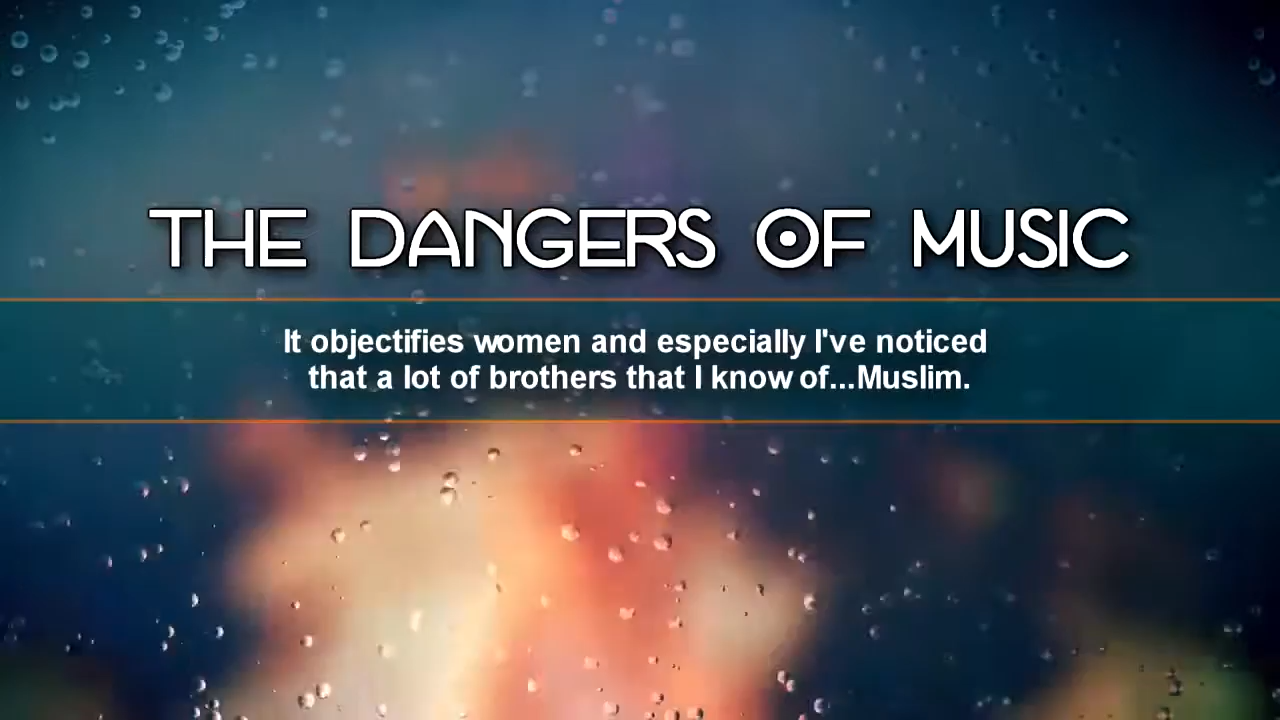 THE DANGERS OF MUSIC
It objectifies women and especially I've noticed
that a lot of brothers that I know of...Muslim.